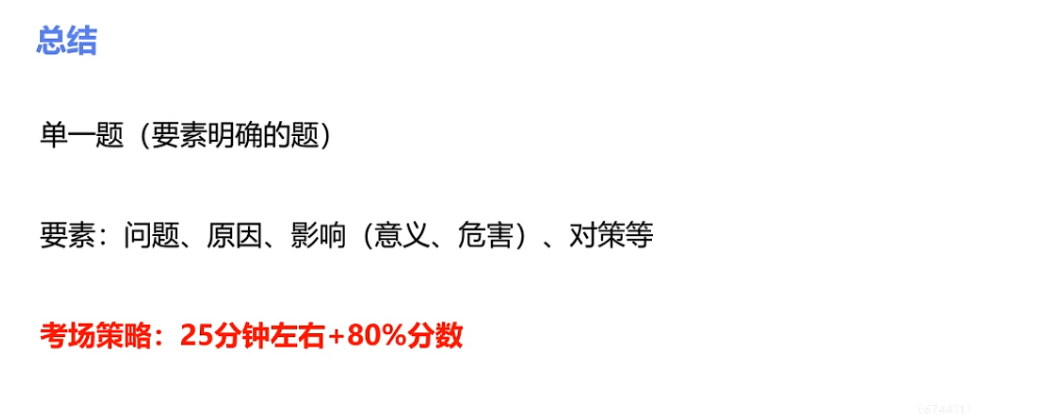 总结
单一题（要素明确的题）
要素：问题、原因、影响（意义、危害）、对策等
考场策略：25分钟左右+80%分数